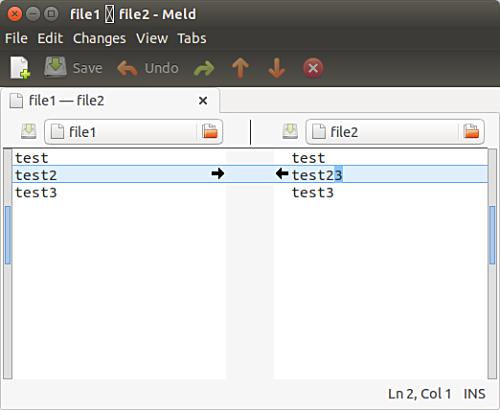 file1 file2 - Meld
File Edit Changes View Tabs
Save Undo
file1 — file2
file1 file2
test test
test2 test23
test3 test3
Ln 2, Col 1 INS